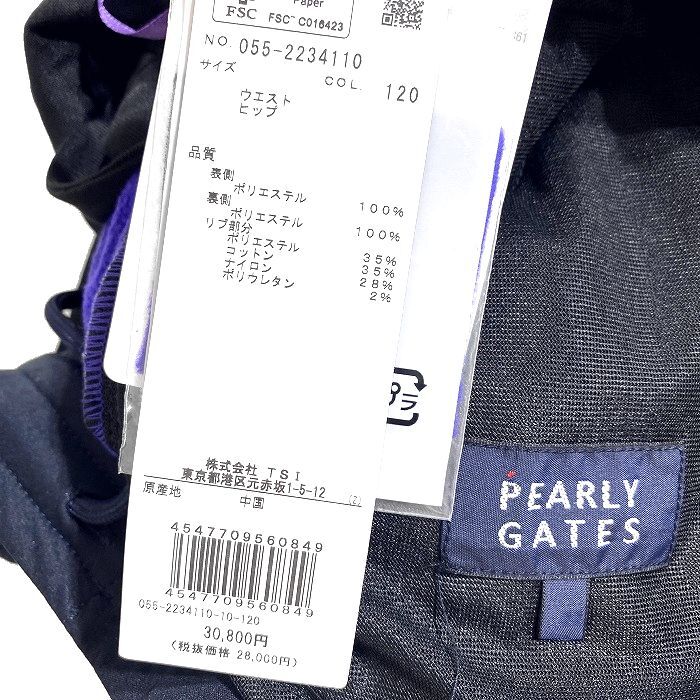 Paper
FSC
FSC™ C016423
NO. 055-2234110
サイズ
COL. 120
ウエスト
ヒップ
品質
表側
ポリエステル 100%
裏側
ポリエステル 100%
リブ部分
ポリエステル 35%
コットン 35%
ナイロン 28%
ポリウレタン 2%
プラ
株式会社 TSI
東京都港区元赤坂1-5-12 (Z)
原産地 中国
4547709560849
4547709560849
055-2234110-10-120
30,800円
(税抜価格 28,000円)
PEARLY
GATES